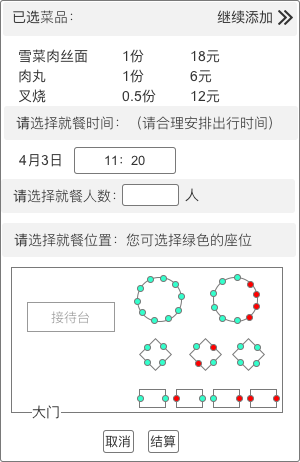 已选菜品： 继续添加
雪菜肉丝面 1份 18元
肉丸 1份 6元
叉烧 0.5份 12元
请选择就餐时间：（请合理安排出行时间）
4月3日 11：20
请选择就餐人数： 人
请选择就餐位置：您可选择绿色的座位
接待台
大门
取消 结算